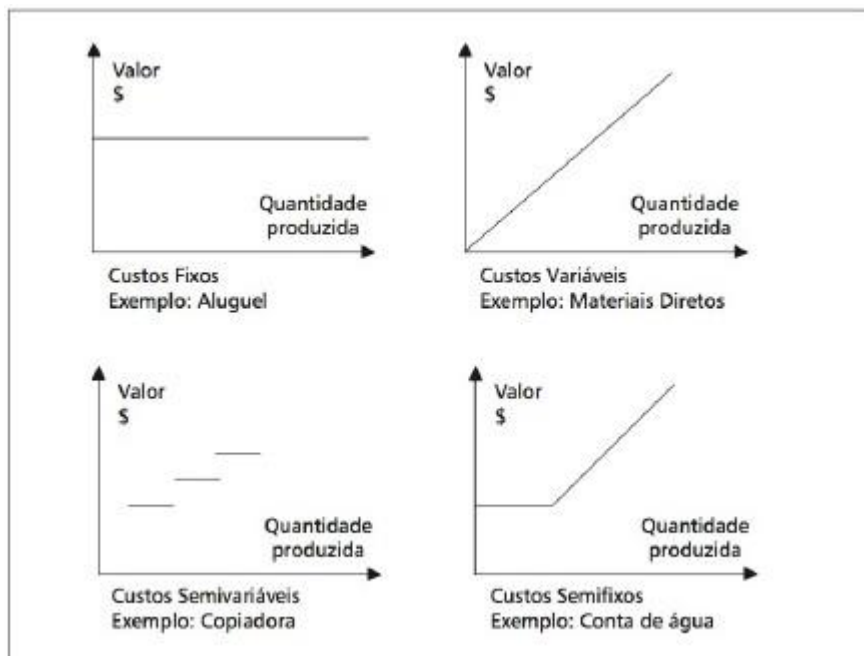 Valor
$
Quantidade
produzida
Custos Fixos
Exemplo: Aluguel
Valor
$
Quantidade
produzida
Custos Variáveis
Exemplo: Materiais Diretos
Valor
$
Quantidade
produzida
Custos Semivariáveis
Exemplo: Copiadora
Valor
$
Quantidade
produzida
Custos Semifixos
Exemplo: Conta de água